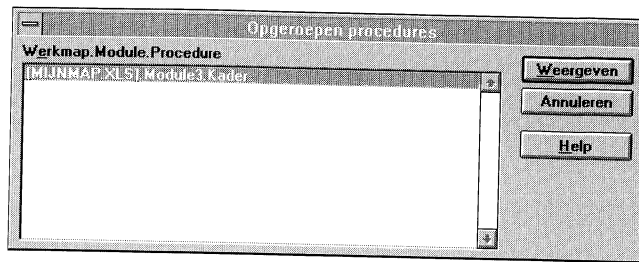 Opgeroepen procedures
Werkmap.Module.Procedure
[MIJNMAP.XLS].Module3.Kader
Weergeven
Annuleren
Help